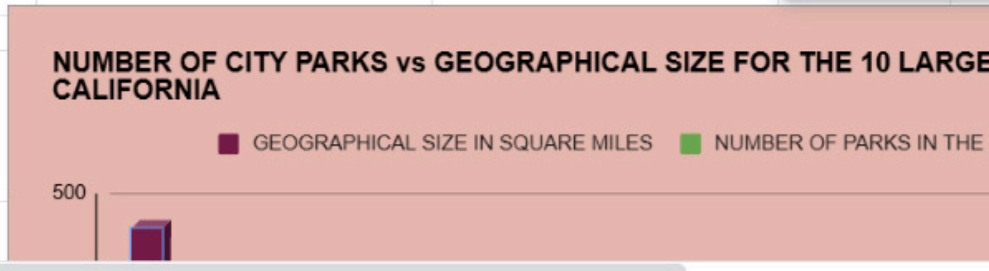 NUMBER OF CITY PARKS vs GEOGRAPHICAL SIZE FOR THE 10 LARGE
CALIFORNIA
GEOGRAPHICAL SIZE IN SQUARE MILES NUMBER OF PARKS IN THE
500